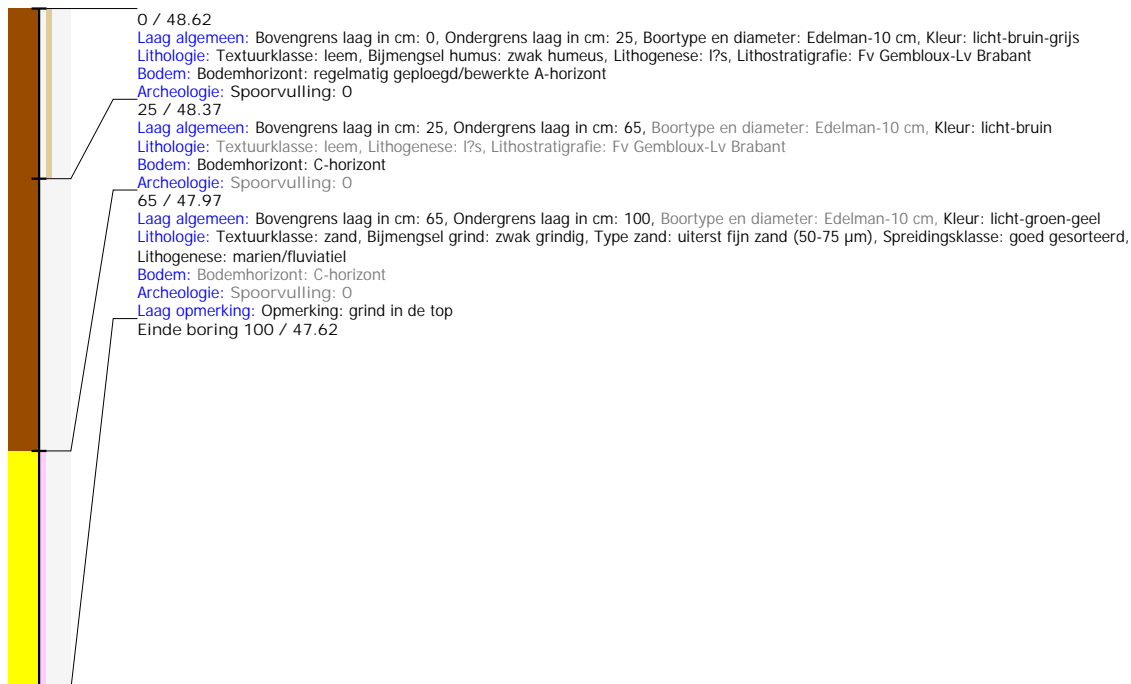 0 / 48.62
Laag algemeen: Bovengrens laag in cm: 0, Ondergrens laag in cm: 25, Boortype en diameter: Edelman-10 cm, Kleur: licht-bruin-grijs
Lithologie: Textuurklasse: leem, Bijmengsel humus: zwak humeus, Lithogenese: l?s, Lithostratigrafie: Fv Gembloux-Lv Brabant
Bodem: Bodemhorizont: regelmatig geploegd/bewerkte A-horizont
Archeologie: Spoorvulling: 0
25 / 48.37
Laag algemeen: Bovengrens laag in cm: 25, Ondergrens laag in cm: 65, Boortype en diameter: Edelman-10 cm, Kleur: licht-bruin
Lithologie: Textuurklasse: leem, Lithogenese: l?s, Lithostratigrafie: Fv Gembloux-Lv Brabant
Bodem: Bodemhorizont: C-horizont
Archeologie: Spoorvulling: 0
65 / 47.97
Laag algemeen: Bovengrens laag in cm: 65, Ondergrens laag in cm: 100, Boortype en diameter: Edelman-10 cm, Kleur: licht-groen-geel
Lithologie: Textuurklasse: zand, Bijmengsel grind: zwak grindig, Type zand: uiterst fijn zand (50-75 µm), Spreidingsklasse: goed gesorteerd,
Lithogenese: marien/fluviatiel
Bodem: Bodemhorizont: C-horizont
Archeologie: Spoorvulling: 0
Laag opmerking: Opmerking: grind in de top
Einde boring 100 / 47.62